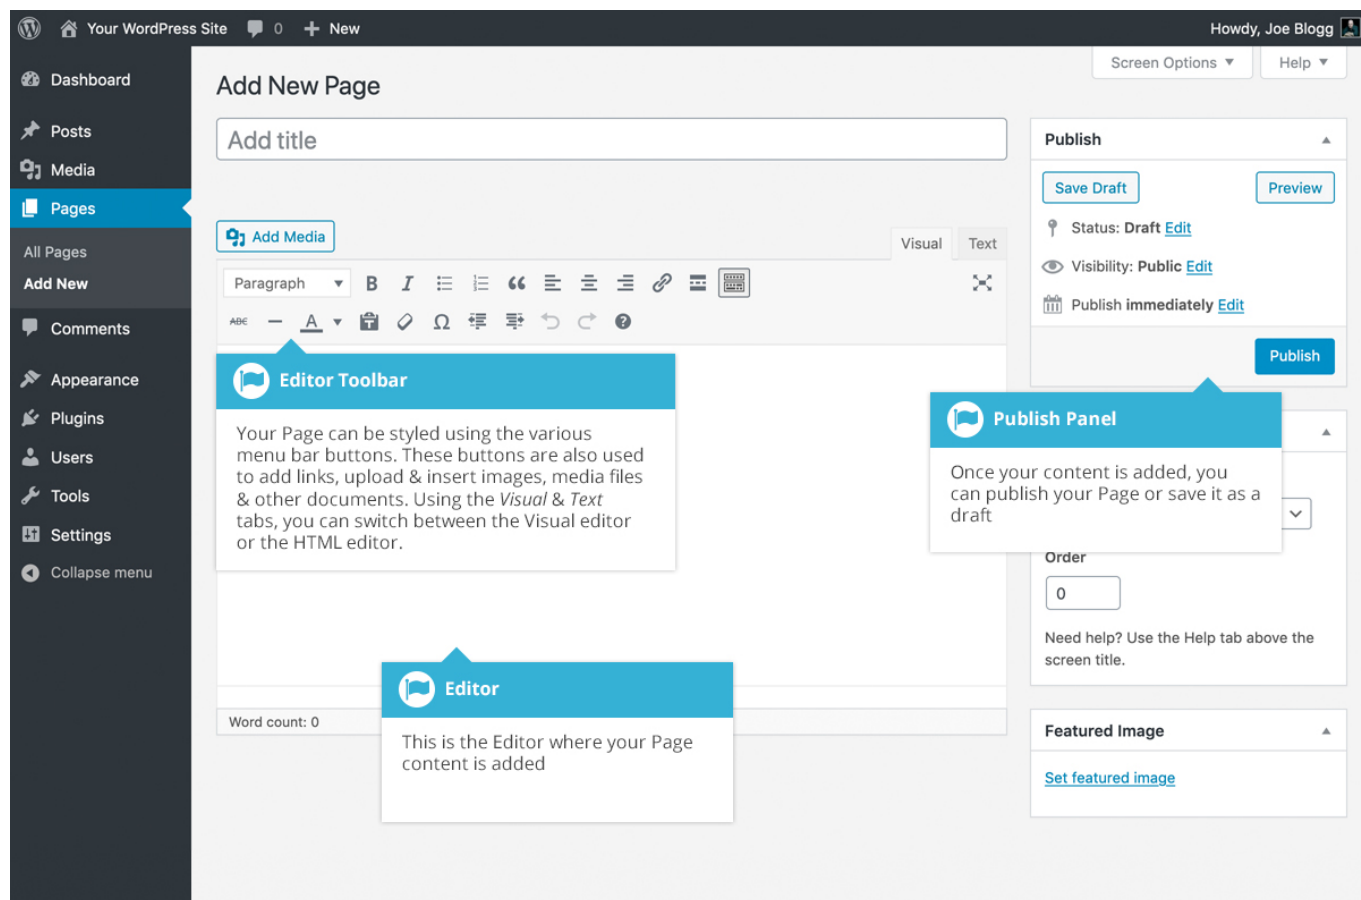 Your WordPress Site 0 + New Howdy, Joe Blogg
Screen Options ▼ Help ▼
Dashboard
Posts
Media
Pages
All Pages
Add New
Comments
Appearance
Plugins
Users
Tools
Settings
Collapse menu
Add New Page
Add title
Add Media
Visual Text
Paragraph ▼ B I
ABC — A ▼ Ω
Editor Toolbar
Your Page can be styled using the various
menu bar buttons. These buttons are also used
to add links, upload & insert images, media files
& other documents. Using the Visual & Text
tabs, you can switch between the Visual editor
or the HTML editor.
Editor
This is the Editor where your Page
content is added
Word count: 0
Publish
Save Draft Preview
Status: Draft Edit
Visibility: Public Edit
Publish immediately Edit
Publish
Publish Panel
Once your content is added, you
can publish your Page or save it as a
draft
Order
0
Need help? Use the Help tab above the
screen title.
Featured Image
Set featured image